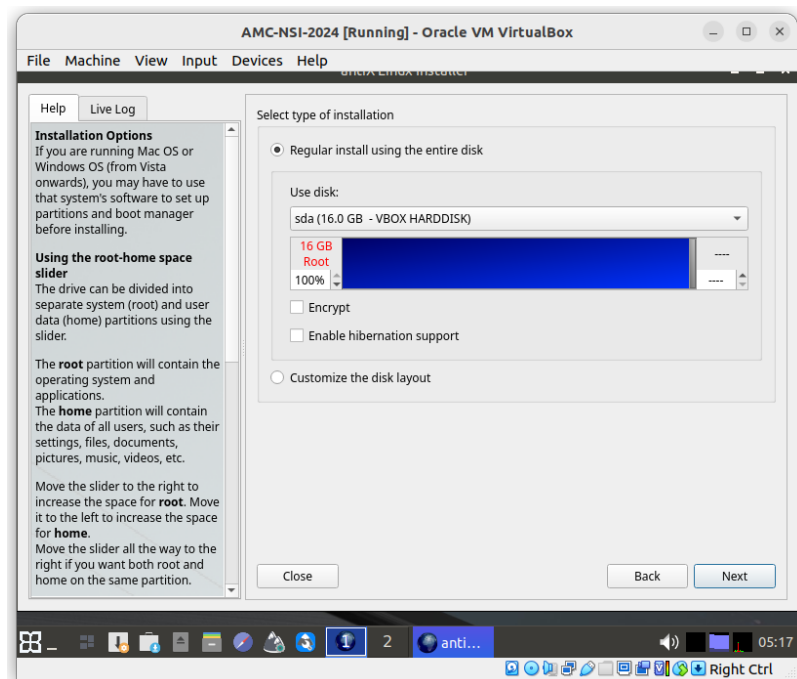 AMC-NSI-2024 [Running] - Oracle VM VirtualBox
File Machine View Input Devices Help
antiX Linux Installer
Help
Live Log
Installation Options
If you are running Mac OS or
Windows OS (from Vista
onwards), you may have to use
that system's software to set up
partitions and boot manager
before installing.
Using the root-home space
slider
The drive can be divided into
separate system (root) and user
data (home) partitions using the
slider.
The root partition will contain the
operating system and
applications.
The home partition will contain
the data of all users, such as their
settings, files, documents,
pictures, music, videos, etc.
Move the slider to the right to
increase the space for root. Move
it to the left to increase the space
for home.
Move the slider all the way to the
right if you want both root and
home on the same partition.
Select type of installation
Regular install using the entire disk
Use disk:
sda (16.0 GB - VBOX HARDDISK)
16 GB
Root
100%
----
----
Encrypt
Enable hibernation support
Customize the disk layout
Close
Back
Next
1
2
anti...
05:17
Right Ctrl